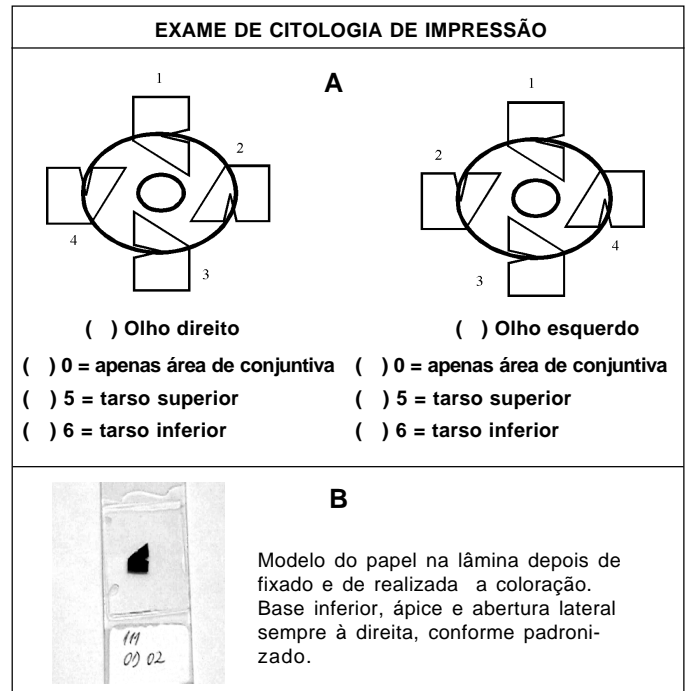 EXAME DE CITOLOGIA DE IMPRESSÃO
A
1
2
3
4
1
2
3
4
( ) Olho direito
( ) 0 = apenas área de conjuntiva
( ) 5 = tarso superior
( ) 6 = tarso inferior
( ) Olho esquerdo
( ) 0 = apenas área de conjuntiva
( ) 5 = tarso superior
( ) 6 = tarso inferior
B
Modelo do papel na lâmina depois de
fixado e de realizada a coloração.
Base inferior, ápice e abertura lateral
sempre à direita, conforme padroni-
zado.
02